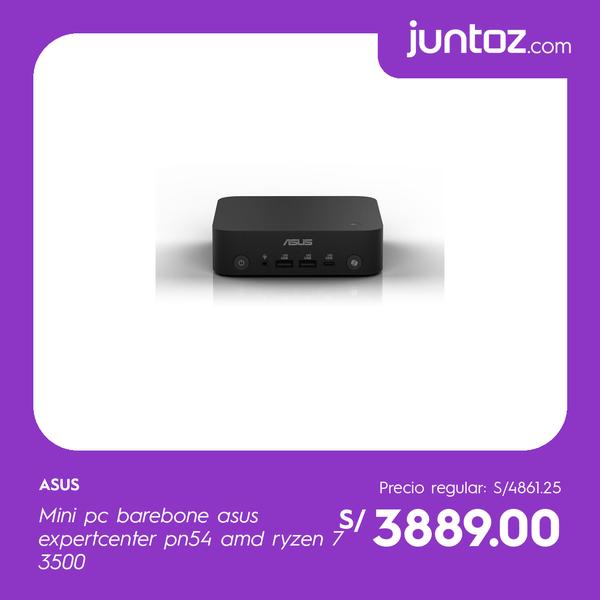 juntoz.com
ASUS
ASUS
Precio regular: S/4861.25
Mini pc barebone asus
expertcenter pn54 amd ryzen 7
3500
S/ 3889.00